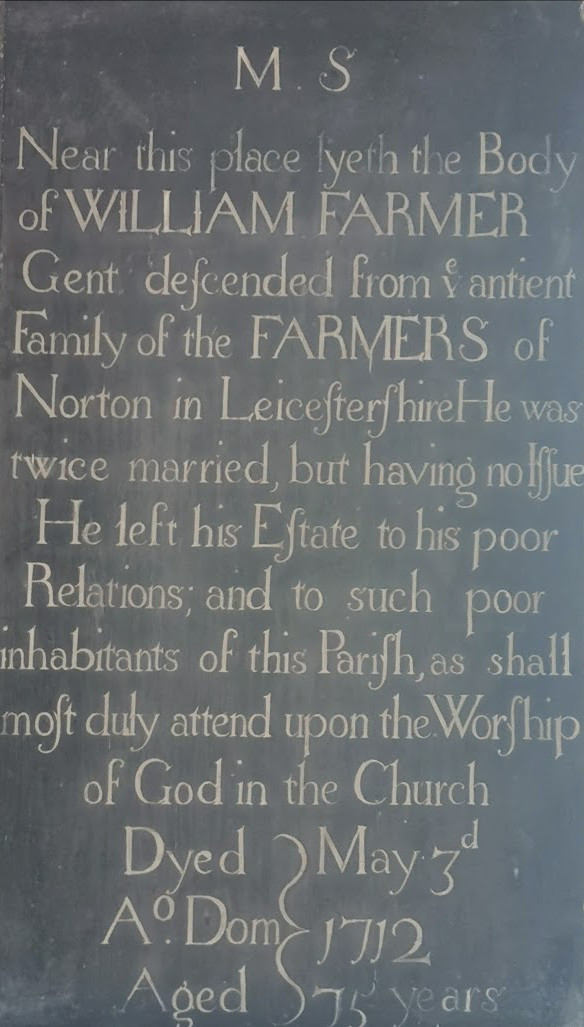 M. S
Near this place lyeth the Body
of WILLIAM FARMER
Gent deſcended from yͤ antient
Family of the FARMERS of
Norton in LeiceſterſhireHe was
twice married, but having no Iſſue
He left his Eſtate to his poor
Relations; and to such poor
inhabitants of this Pariſh, as shall
moſt duly attend upon the Worſhip
of God in the Church
Dyed } May 3ᵈ
Aº. Dom } 1712
Aged } 75 years